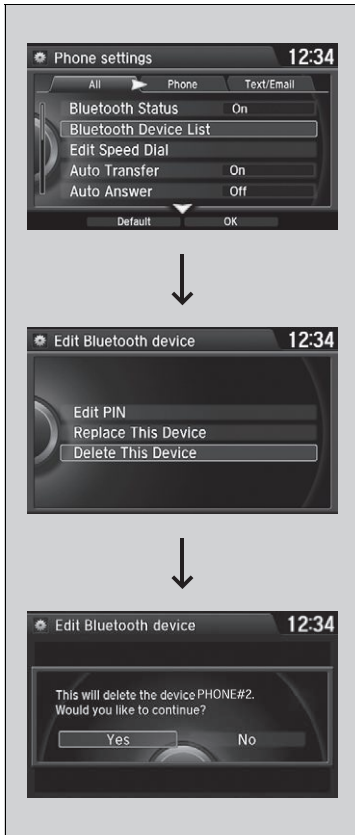 Phone settings 12:34
All Phone Text/Email
Bluetooth Status On
Bluetooth Device List
Edit Speed Dial
Auto Transfer On
Auto Answer Off
Default OK
Edit Bluetooth device 12:34
Edit PIN
Replace This Device
Delete This Device
Edit Bluetooth device 12:34
This will delete the device PHONE#2.
Would you like to continue?
Yes No